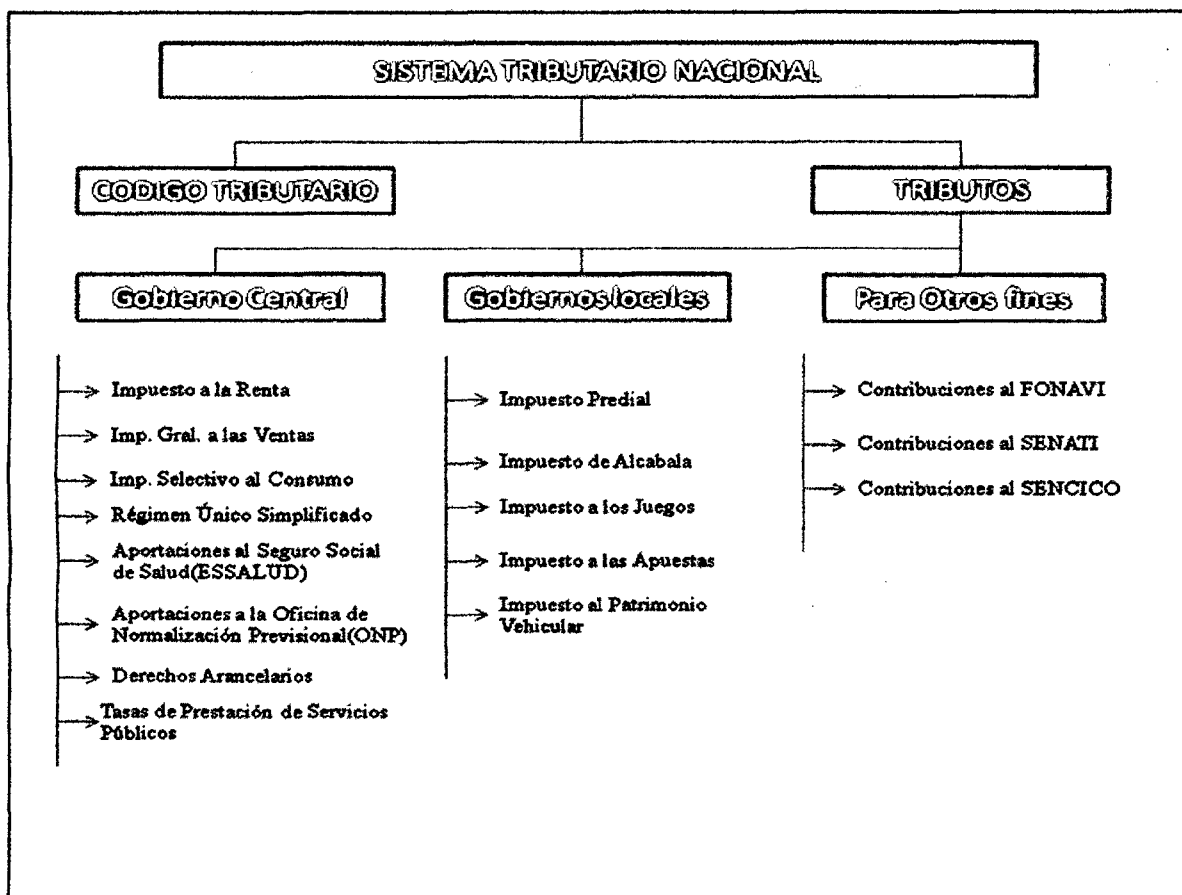 SISTEMA TRIBUTARIO NACIONAL
CODIGO TRIBUTARIO
TRIBUTOS
Gobierno Central
Gobiernos locales
Para Otros fines
Impuesto a la Renta
Imp. Gral. a las Ventas
Imp. Selectivo al Consumo
Régimen Único Simplificado
Aportaciones al Seguro Social
de Salud(ESSALUD)
Aportaciones a la Oficina de
Normalización Previsional(ONP)
Derechos Arancelarios
Tasas de Prestación de Servicios
Públicos
Impuesto Predial
Impuesto de Alcabala
Impuesto a los Juegos
Impuesto a las Apuestas
Impuesto al Patrimonio
Vehicular
Contribuciones al FONAVI
Contribuciones al SENATI
Contribuciones al SENCICO